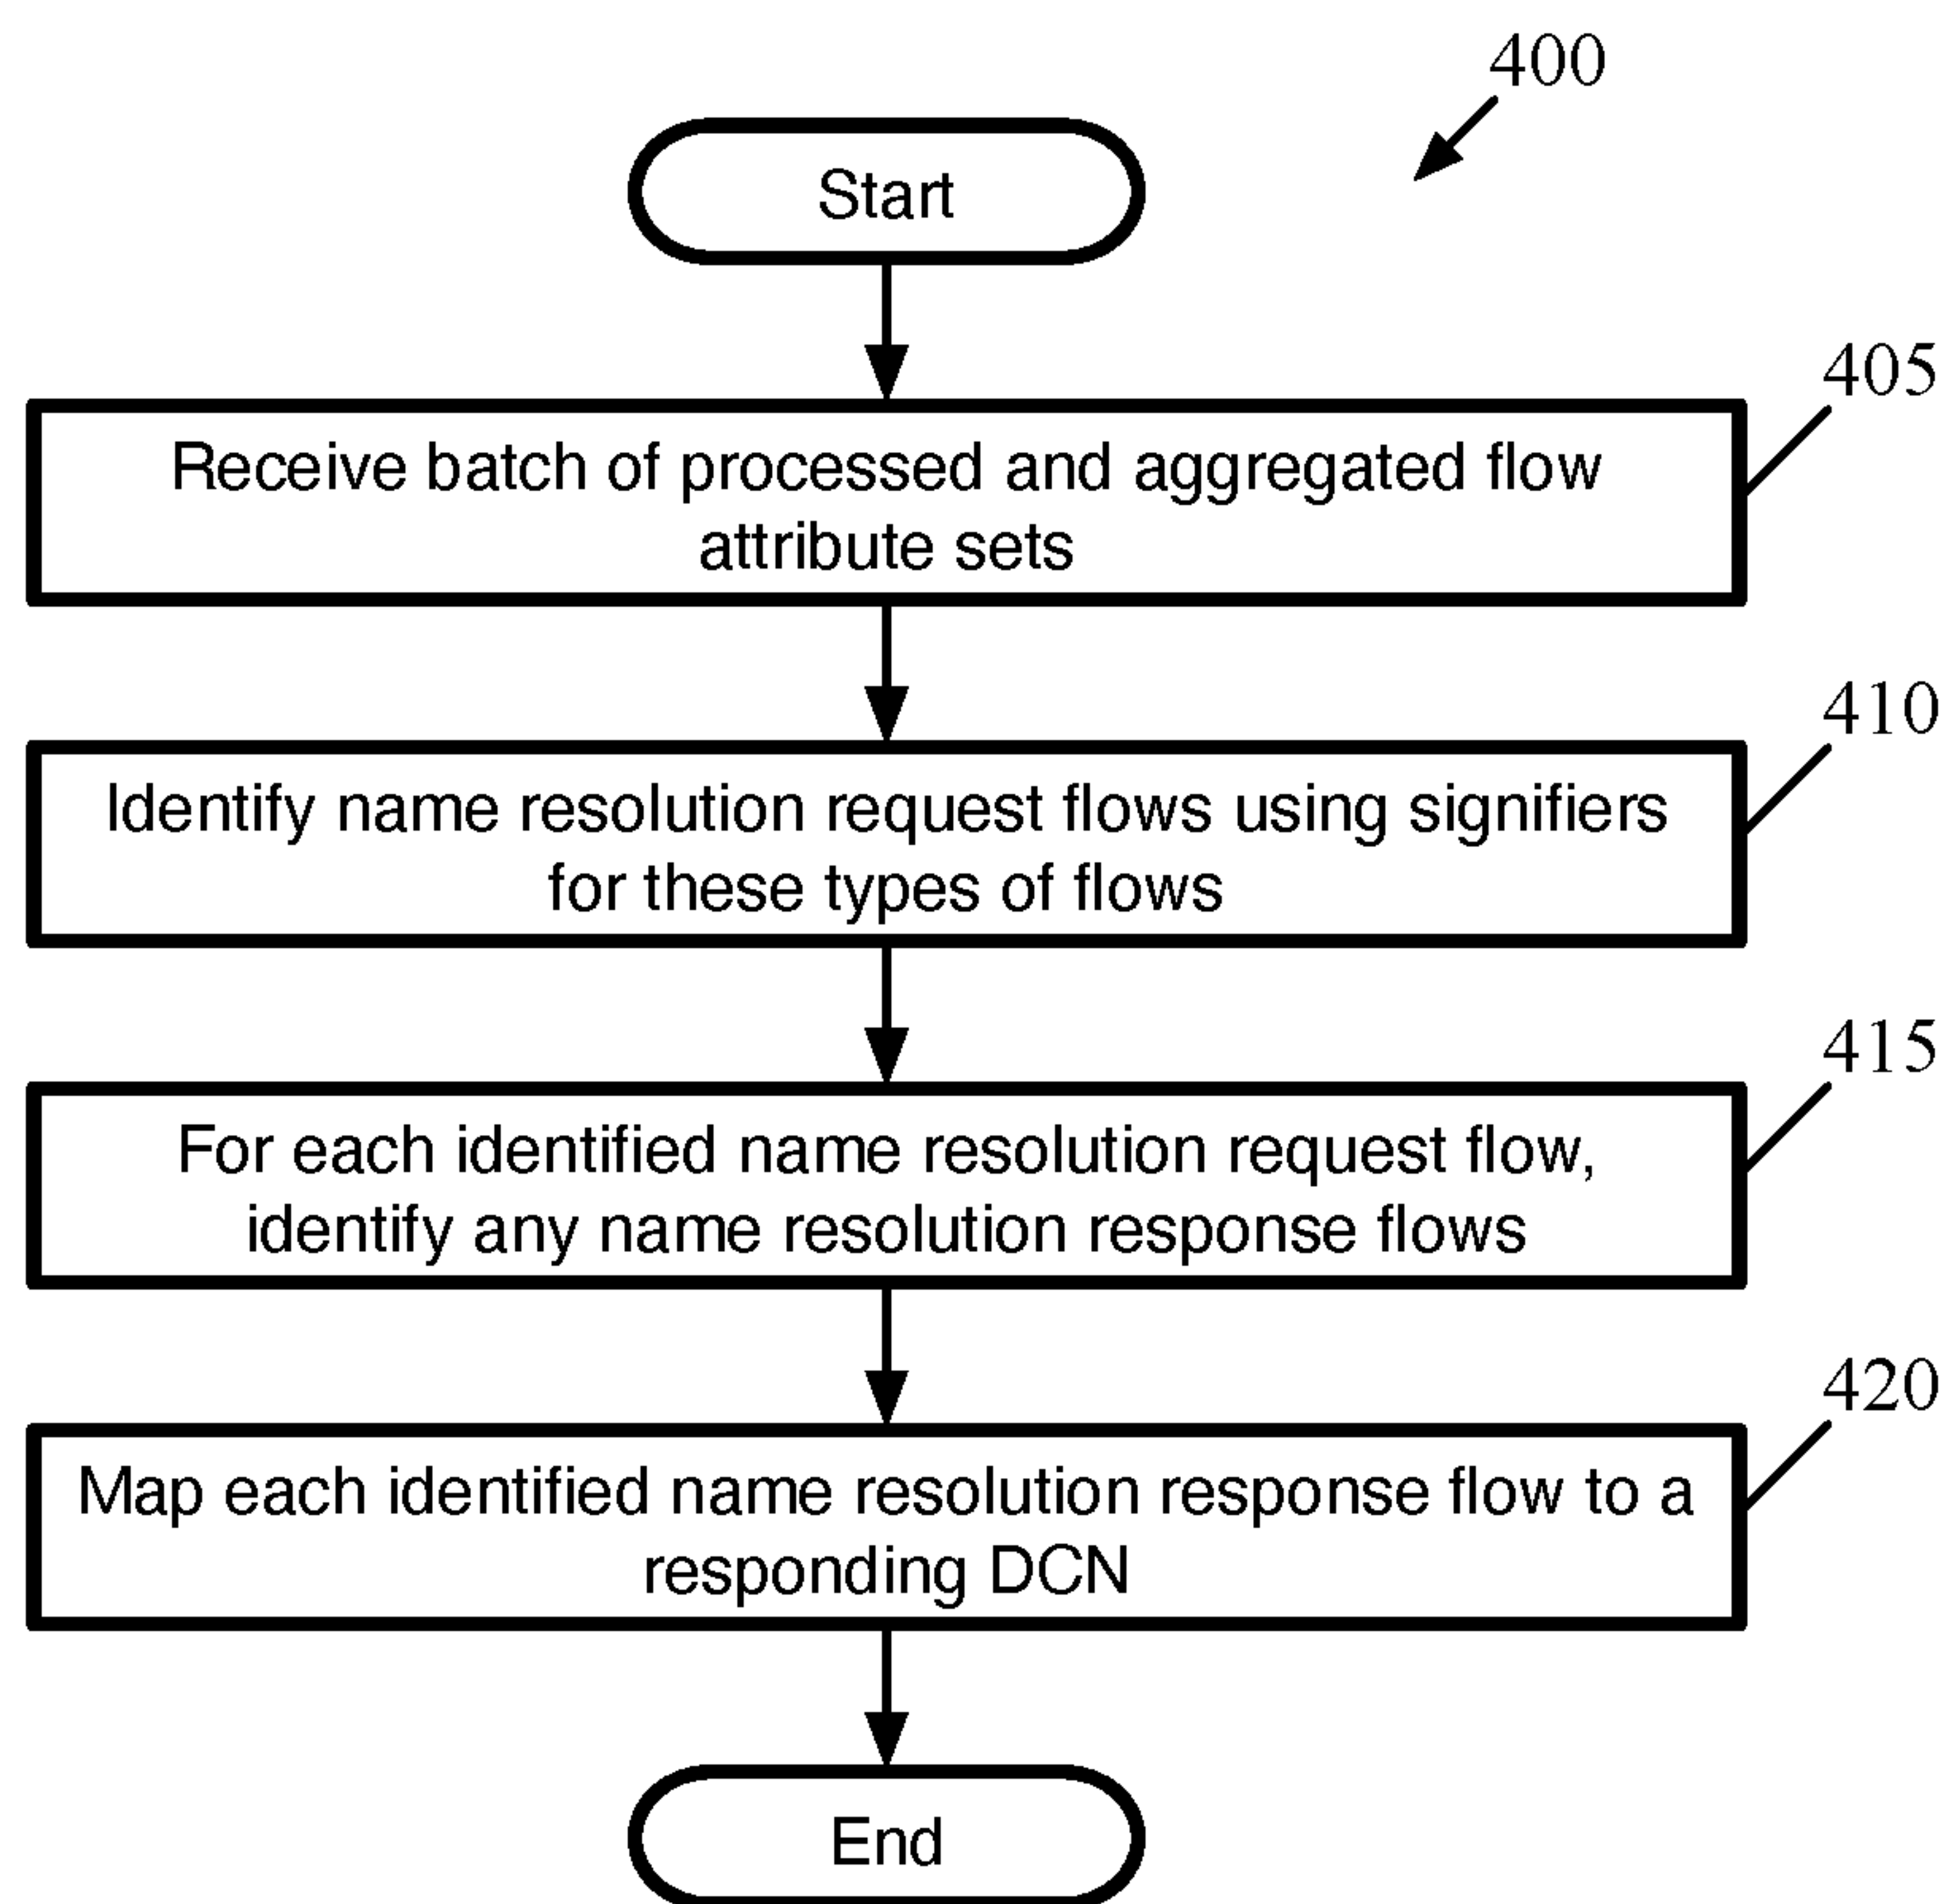 400
Start
405
Receive batch of processed and aggregated flow
attribute sets
410
Identify name resolution request flows using signifiers
for these types of flows
415
For each identified name resolution request flow,
identify any name resolution response flows
420
Map each identified name resolution response flow to a
responding DCN
End